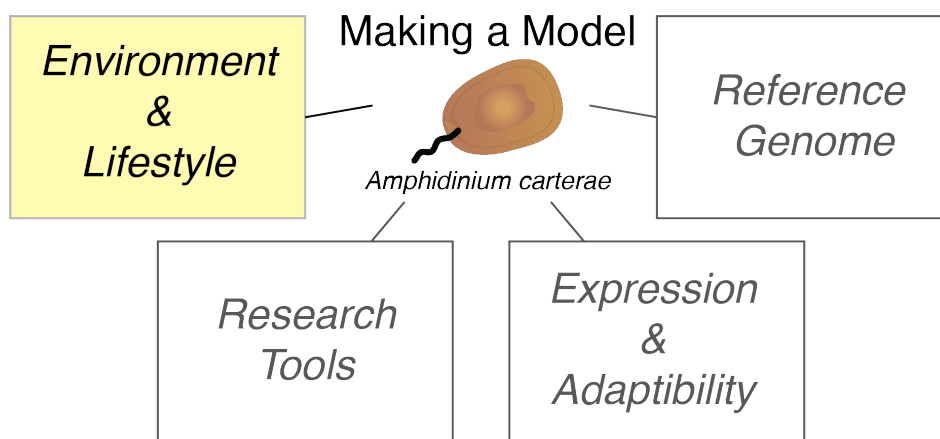 Making a Model
Environment
&
Lifestyle
Reference
Genome
Amphidinium carterae
Research
Tools
Expression
&
Adaptibility